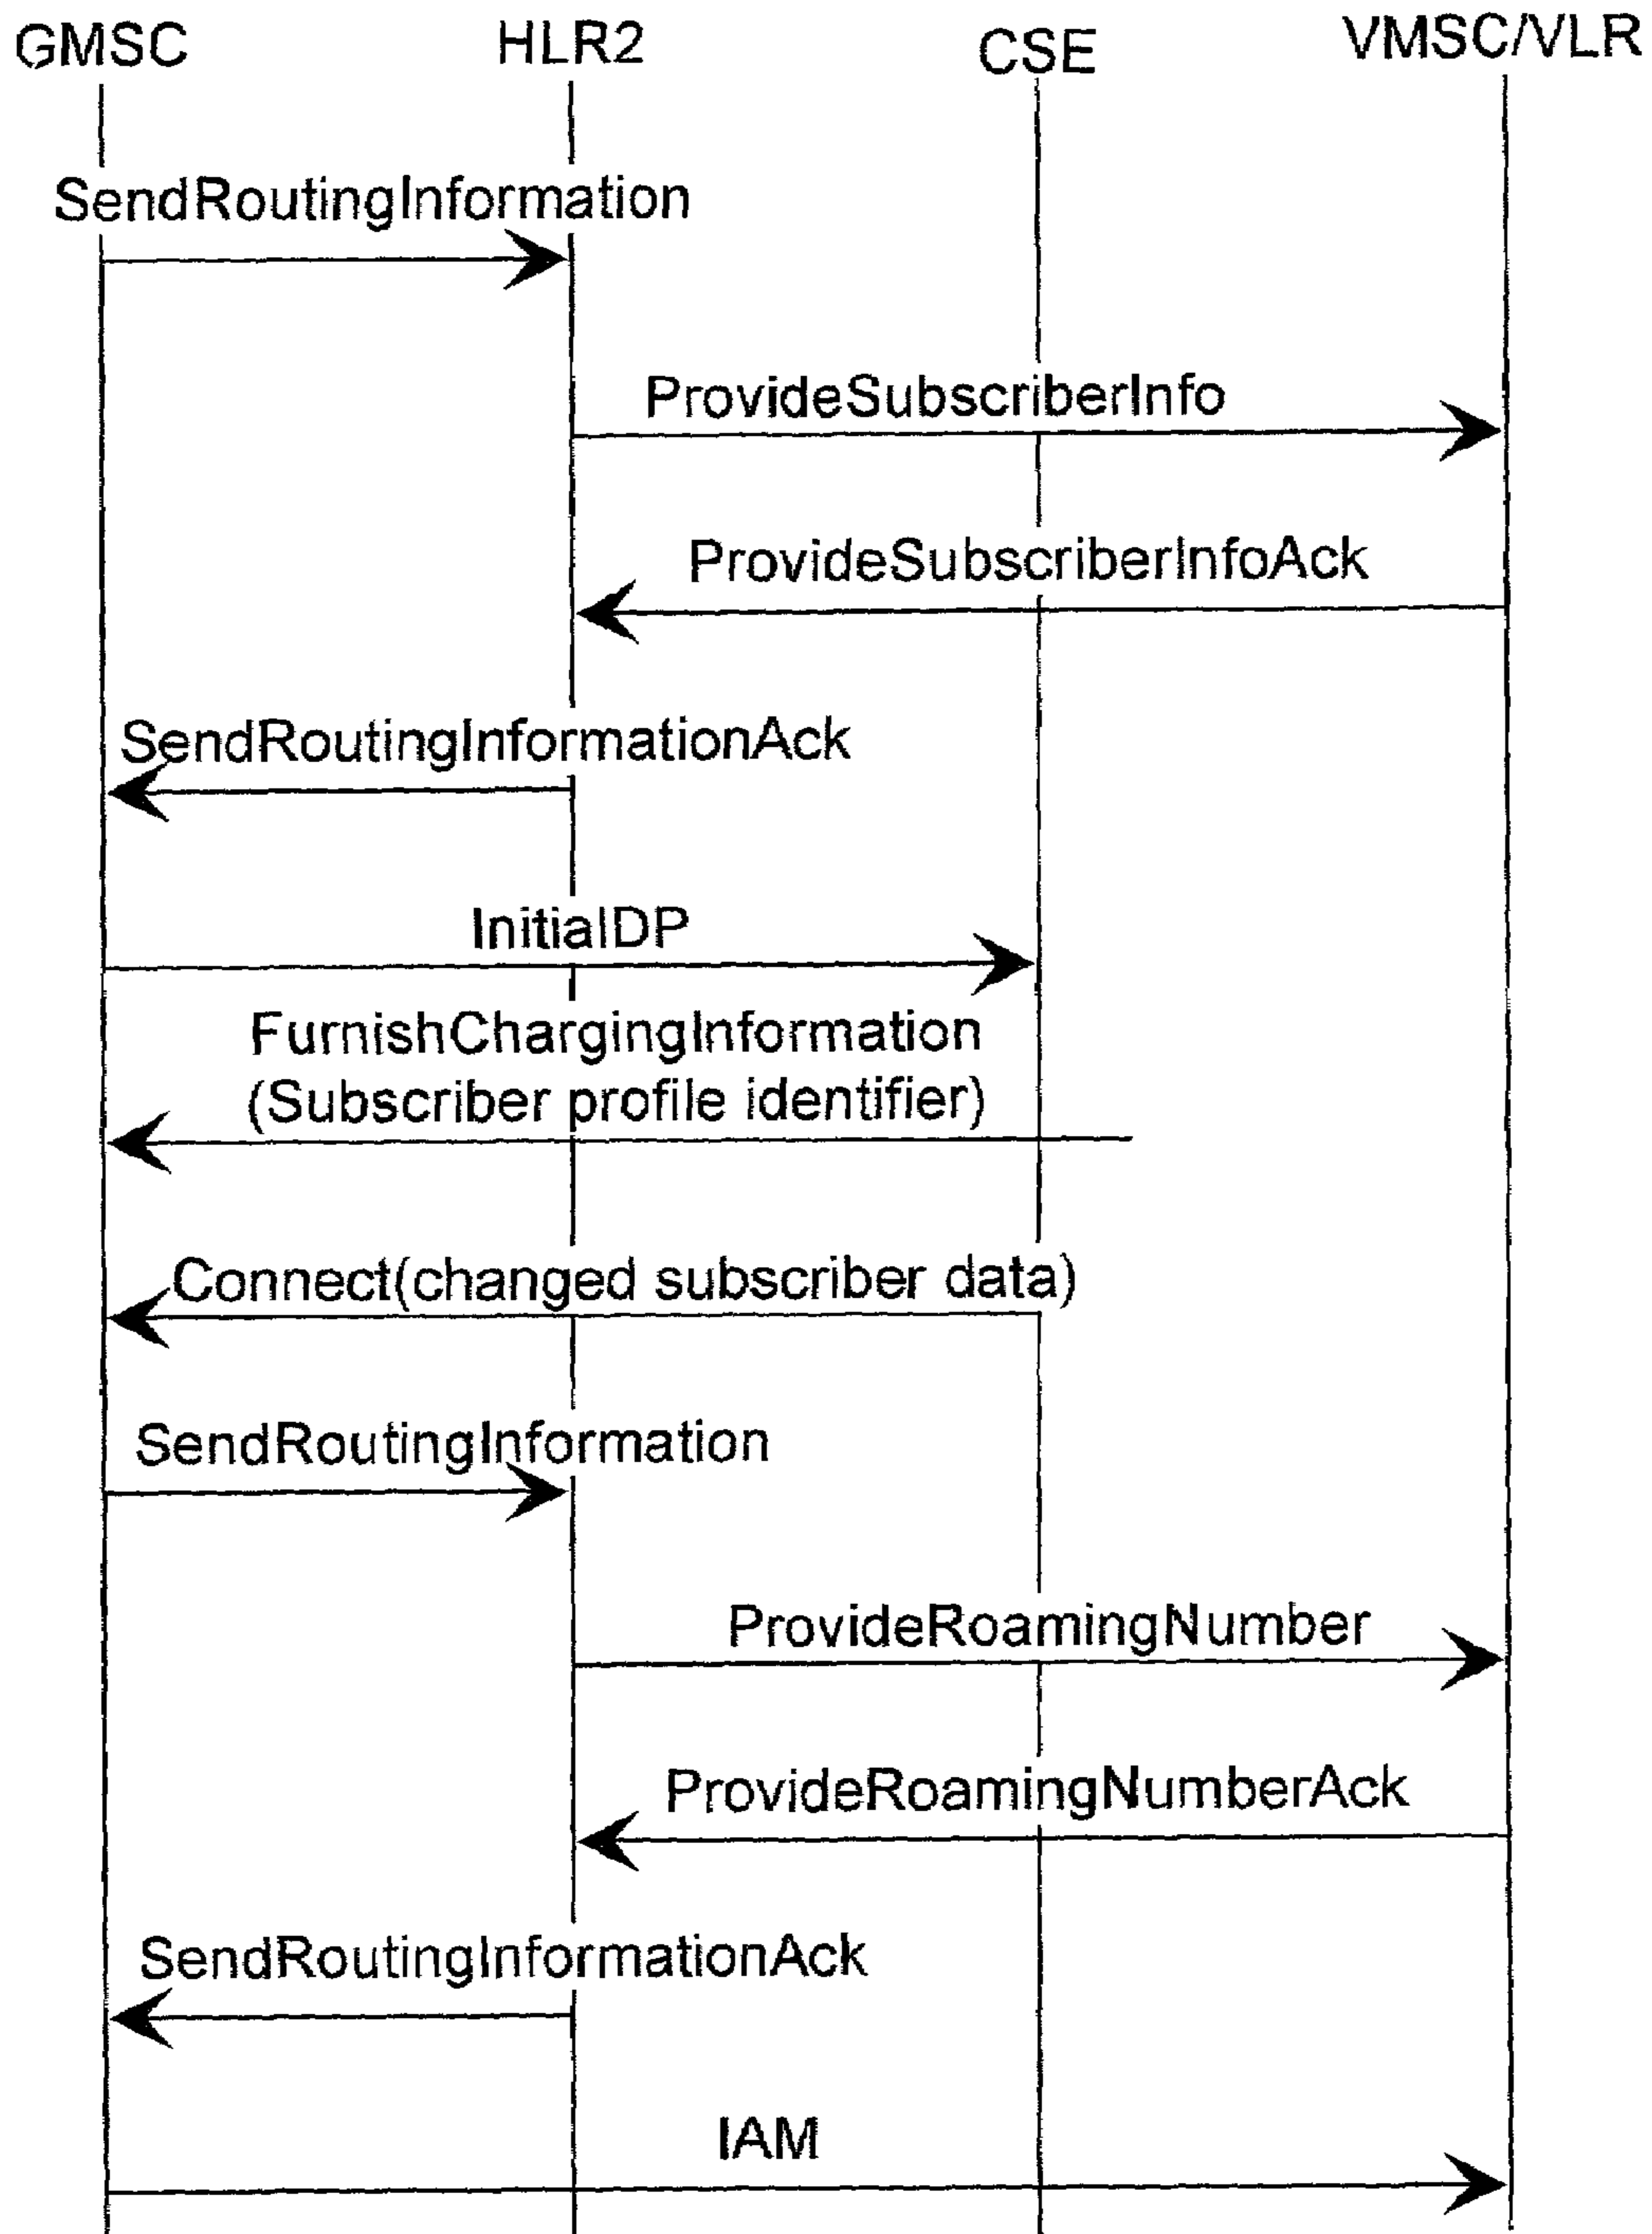 GMSC HLR2 CSE VMSC/VLR
SendRoutingInformation
ProvideSubscriberInfo
ProvideSubscriberInfoAck
SendRoutingInformationAck
InitialDP
FurnishChargingInformation
(Subscriber profile identifier)
Connect(changed subscriber data)
SendRoutingInformation
ProvideRoamingNumber
ProvideRoamingNumberAck
SendRoutingInformationAck
IAM